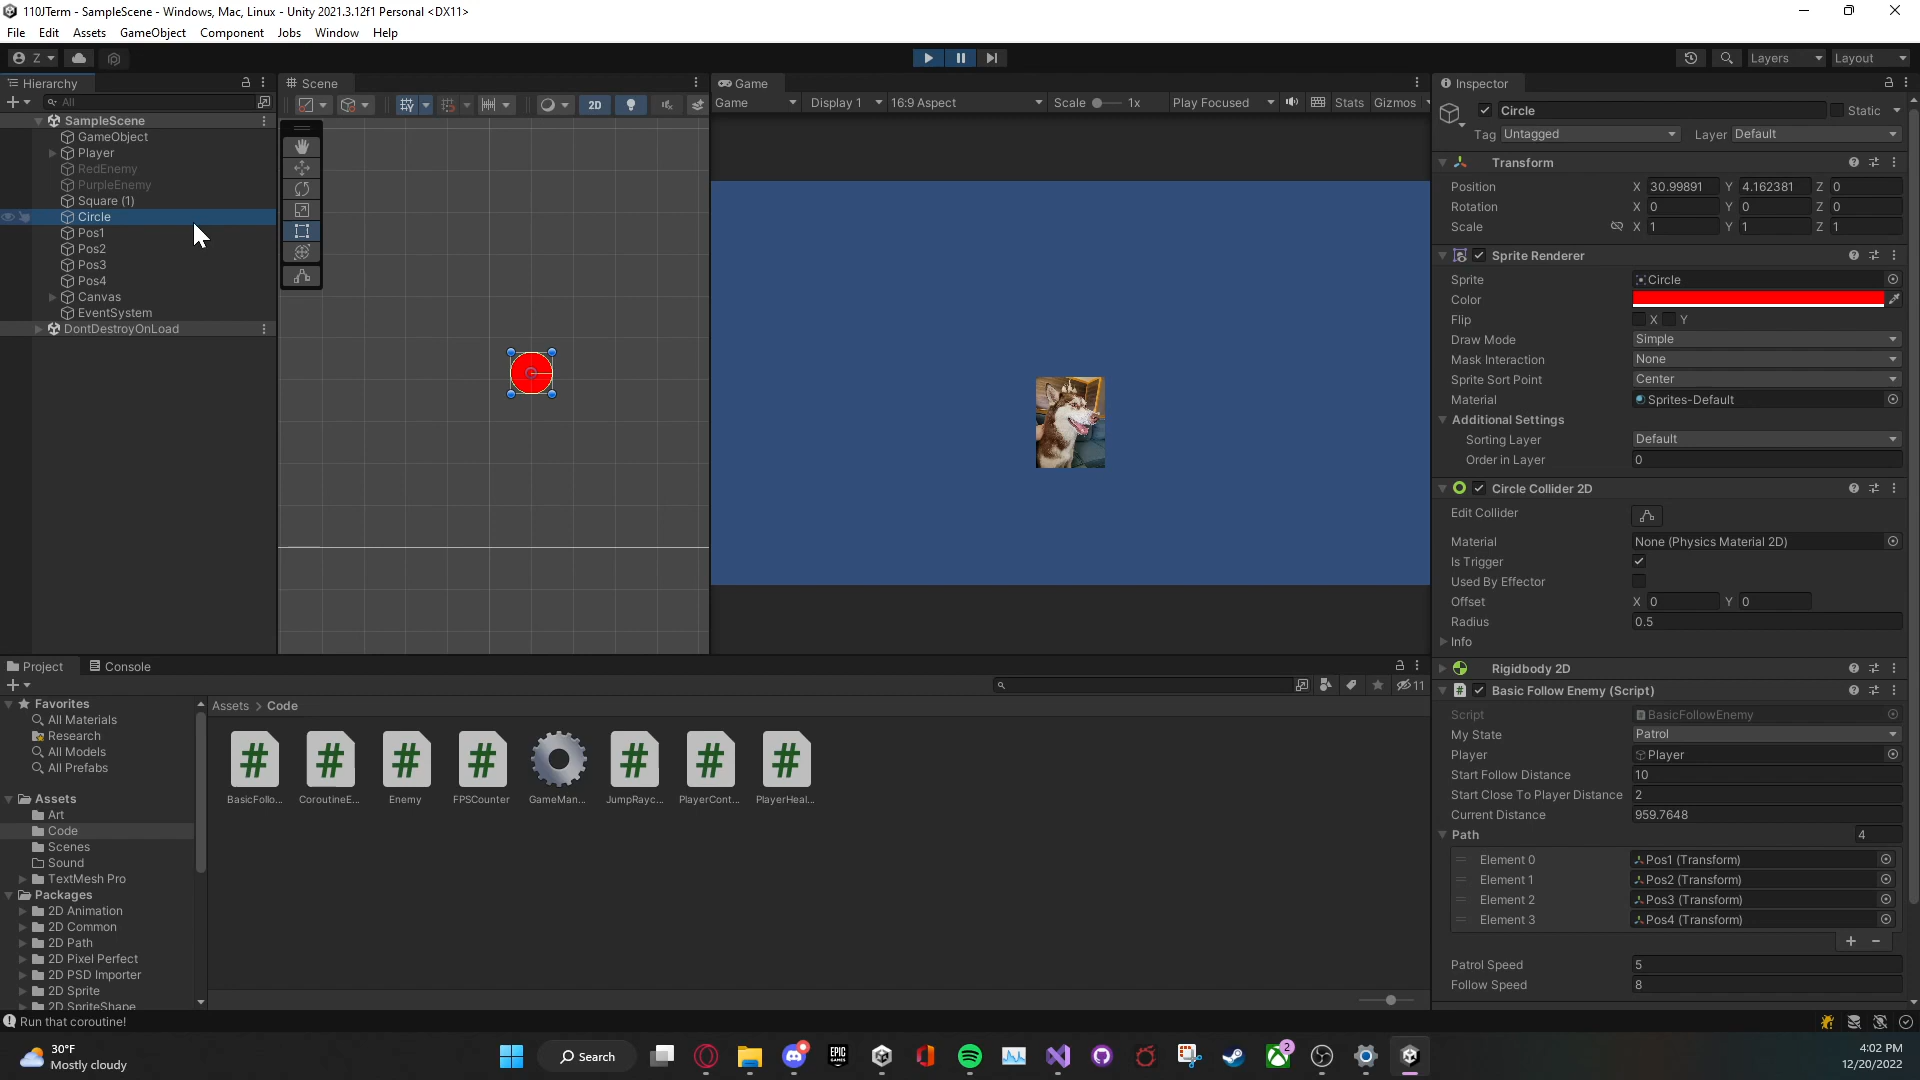 110JTerm - SampleScene - Windows, Mac, Linux - Unity 2021.3.12f1 Personal <DX11>
File Edit Assets GameObject Component Jobs Window Help
Z Layers Layout
Hierarchy
All
SampleScene
GameObject
Player
RedEnemy
PurpleEnemy
Square (1)
Circle
Pos1
Pos2
Pos3
Pos4
Canvas
EventSystem
DontDestroyOnLoad
Scene
2D
Game
Game Display 1 16:9 Aspect Scale 1x Play Focused Stats Gizmos
Inspector
Circle Static
Tag Untagged Layer Default
Transform
Position X 30.99891 Y 4.162381 Z 0
Rotation X 0 Y 0 Z 0
Scale X 1 Y 1 Z 1
Sprite Renderer
Sprite Circle
Color
Flip X Y
Draw Mode Simple
Mask Interaction None
Sprite Sort Point Center
Material Sprites-Default
Additional Settings
Sorting Layer Default
Order in Layer 0
Circle Collider 2D
Edit Collider
Material None (Physics Material 2D)
Is Trigger
Used By Effector
Offset X 0 Y 0
Radius 0.5
Info
Rigidbody 2D
Basic Follow Enemy (Script)
Script BasicFollowEnemy
My State Patrol
Player Player
Start Follow Distance 10
Start Close To Player Distance 2
Current Distance 959.7648
Path 4
Element 0 Pos1 (Transform)
Element 1 Pos2 (Transform)
Element 2 Pos3 (Transform)
Element 3 Pos4 (Transform)
Patrol Speed 5
Follow Speed 8
Project Console
11
Favorites
All Materials
Research
All Models
All Prefabs
Assets
Art
Code
Scenes
Sound
TextMesh Pro
Packages
2D Animation
2D Common
2D Path
2D Pixel Perfect
2D PSD Importer
2D Sprite
2D SpriteShape
Assets > Code
BasicFollo... CoroutineE... Enemy FPSCounter GameMan... JumpRayc... PlayerCont... PlayerHeal...
Run that coroutine!
30°F
Mostly cloudy
Search
EPIC
GAMES
2
4:02 PM
12/20/2022